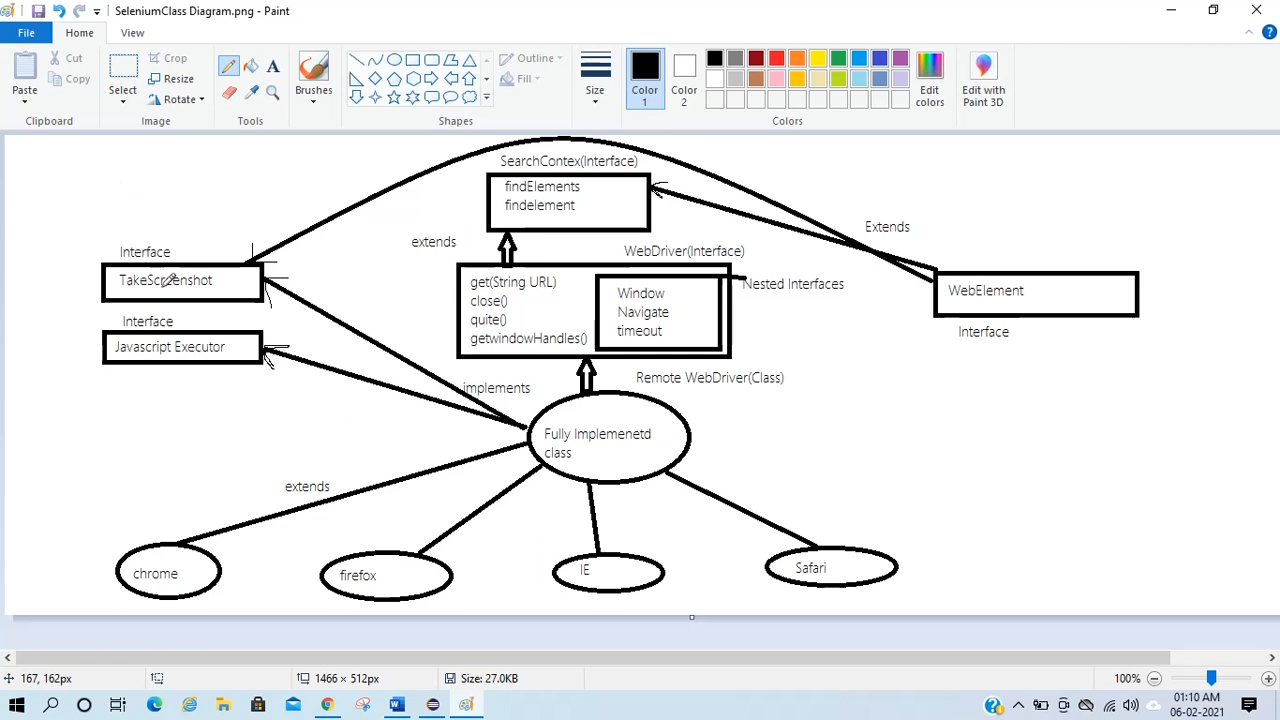 SeleniumClass Diagram.png - Paint
File
Home
View
Paste
Cut
Copy
Clipboard
Select
Crop
Resize
Rotate
Image
A
Tools
Brushes
Outline
Fill
Shapes
Size
Color
1
Color
2
Edit
colors
Edit with
Paint 3D
Colors
SearchContex(Interface)
findElements
findelement
Extends
extends
Interface
WebDriver(Interface)
TakeScreenshot
get(String URL)
close()
quite()
getwindowHandles()
Window
Navigate
timeout
Nested Interfaces
WebElement
Interface
Interface
Javascript Executor
implements
Remote WebDriver(Class)
Fully Implemenetd
class
extends
chrome
firefox
IE
Safari
167, 162px
1466 × 512px
Size: 27.0KB
100%
01:10 AM
06-02-2021